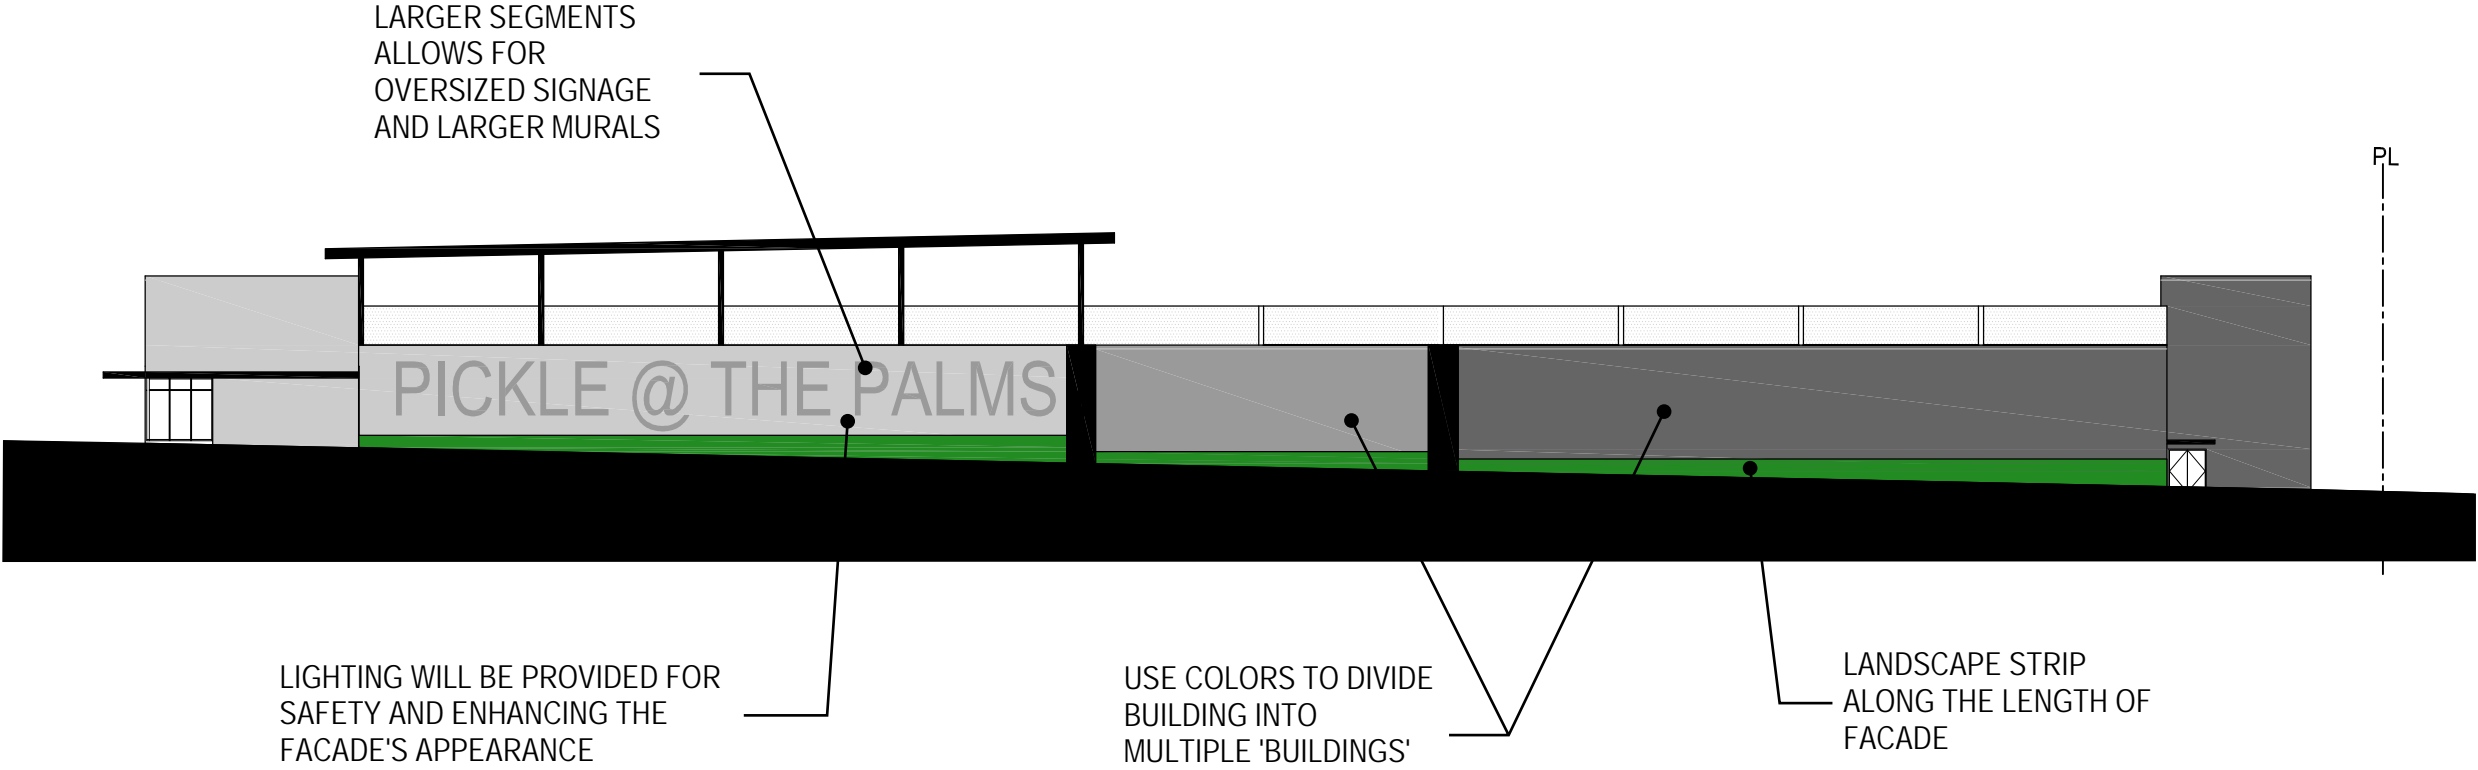 LARGER SEGMENTS
ALLOWS FOR
OVERSIZED SIGNAGE
AND LARGER MURALS
PL
PICKLE @ THE PALMS
LIGHTING WILL BE PROVIDED FOR
SAFETY AND ENHANCING THE
FACADE'S APPEARANCE
USE COLORS TO DIVIDE
BUILDING INTO
MULTIPLE 'BUILDINGS'
LANDSCAPE STRIP
ALONG THE LENGTH OF
FACADE